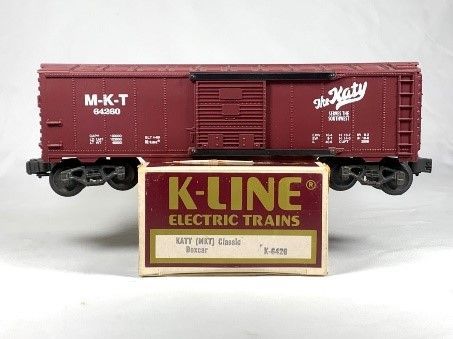 M-K-T
64260
The Katy
SERVES THE
SOUTHWEST
K-LINE®
ELECTRIC TRAINS
KATY (MKT) Classic
Boxcar
K-6426